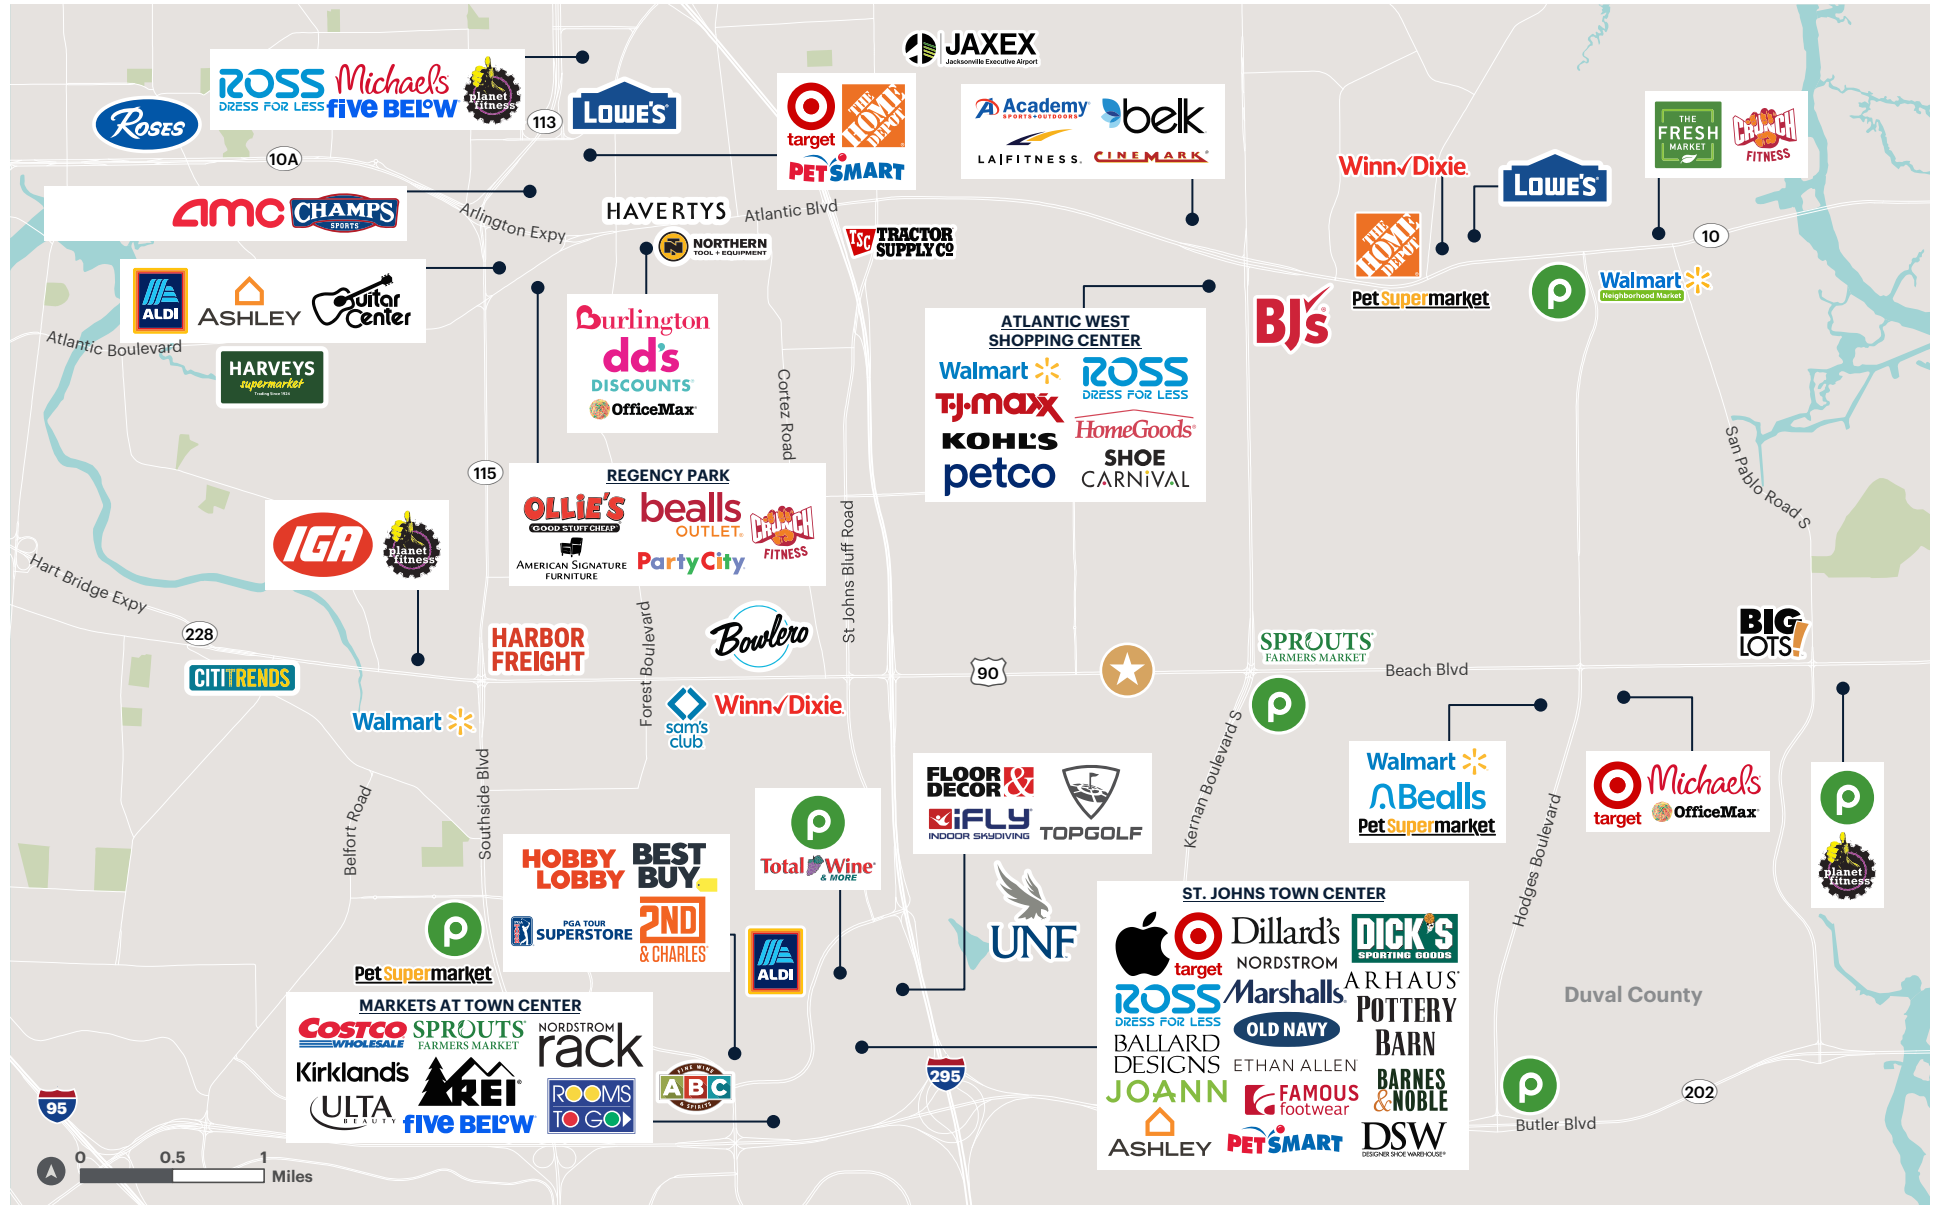 JAXEX
Jacksonville Executive Airport
ROSS
DRESS FOR LESS
Michaels
five BELOW
planet
fitness
ROSES
113
LOWE'S
target
THE
HOME
DEPOT
PETSMART
Academy
SPORTS+OUTDOORS
belk
LA|FITNESS.
CINEMARK
THE
FRESH
MARKET
CRUNCH
FITNESS
10A
Winn✓Dixie
LOWE'S
amc
CHAMPS
SPORTS
Arlington Expy
HAVERTYS
Atlantic Blvd
NORTHERN
TOOL + EQUIPMENT
TSC
TRACTOR
SUPPLY CO
THE
HOME
DEPOT
10
PetSupermarket
Walmart
Neighborhood Market
ALDI
ASHLEY
Guitar
Center
Atlantic Boulevard
HARVEYS
supermarket
Trading Since 1924
Burlington
dd's
DISCOUNTS
OfficeMax
Cortez Road
BJ's
ATLANTIC WEST
SHOPPING CENTER
Walmart
ROSS
DRESS FOR LESS
T.J.maxx
HomeGoods
KOHL'S
SHOE
CARNIVAL
petco
San Pablo Road S
115
REGENCY PARK
OLLIE'S
GOOD STUFF CHEAP
bealls
OUTLET
CRUNCH
FITNESS
AMERICAN SIGNATURE
FURNITURE
PartyCity
St Johns Bluff Road
IGA
planet
fitness
Hart Bridge Expy
228
CITITRENDS
HARBOR
FREIGHT
Forest Boulevard
Bowlero
sam's
club
Winn✓Dixie
90
SPROUTS
FARMERS MARKET
Beach Blvd
BIG
LOTS!
Walmart
Belfort Road
Southside Blvd
Kernan Boulevard S
Walmart
Bealls
PetSupermarket
Hodges Boulevard
target
Michaels
OfficeMax
planet
fitness
FLOOR
& DECOR
iFLY
INDOOR SKYDIVING
TOPGOLF
Total Wine
& MORE
HOBBY
LOBBY
BEST
BUY
PGA TOUR
SUPERSTORE
2ND
& CHARLES
ALDI
UNF
PetSupermarket
MARKETS AT TOWN CENTER
COSTCO
WHOLESALE
SPROUTS
FARMERS MARKET
NORDSTROM
rack
Kirkland's
REI
ULTA
BEAUTY
five BELOW
ROOMS
TO GO
FINE WINE
ABC
& SPIRITS
ST. JOHNS TOWN CENTER
target
Dillard's
NORDSTROM
DICK'S
SPORTING GOODS
ROSS
DRESS FOR LESS
Marshalls
ARHAUS
OLD NAVY
POTTERY
BARN
BALLARD
DESIGNS
ETHAN ALLEN
JOANN
FAMOUS
footwear
BARNES
&NOBLE
ASHLEY
PETSMART
DSW
DESIGNER SHOE WAREHOUSE
Duval County
202
Butler Blvd
295
95
0 0.5 1
Miles